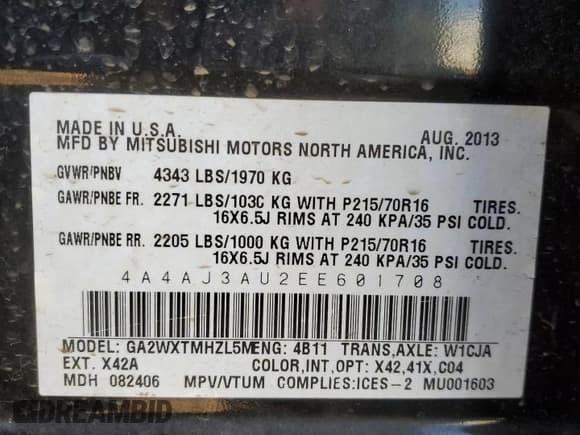 MADE IN U.S.A. AUG. 2013
MFD BY MITSUBISHI MOTORS NORTH AMERICA, INC.
GVWR/PNBV 4343 LBS/1970 KG
GAWR/PNBE FR. 2271 LBS/1030 KG WITH P215/70R16 TIRES.
16X6.5J RIMS AT 240 KPA/35 PSI COLD.
GAWR/PNBE RR. 2205 LBS/1000 KG WITH P215/70R16 TIRES.
16X6.5J RIMS AT 240 KPA/35 PSI COLD.
4A4AJ3AU2EE601708
MODEL: GA2WXTMHZL5M ENG: 4B11 TRANS,AXLE: W1CJA
EXT. X42A COLOR,INT,OPT: X42,41X,C04
MDH 082406 MPV/VTUM COMPLIES:ICES-2 MU001603
DREAMBID